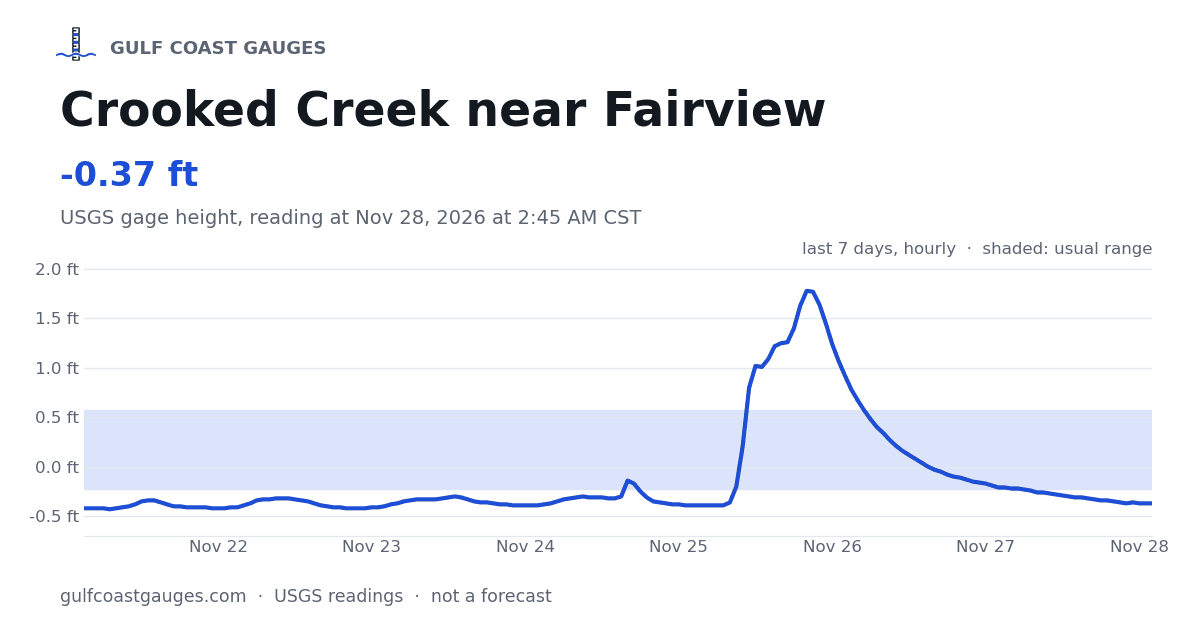 GULF COAST GAUGES
Crooked Creek near Fairview
-0.37 ft
USGS gage height, reading at Nov 28, 2026 at 2:45 AM CST
last 7 days, hourly · shaded: usual range
2.0 ft
1.5 ft
1.0 ft
0.5 ft
0.0 ft
-0.5 ft
Nov 22 Nov 23 Nov 24 Nov 25 Nov 26 Nov 27 Nov 28
gulfcoastgauges.com · USGS readings · not a forecast